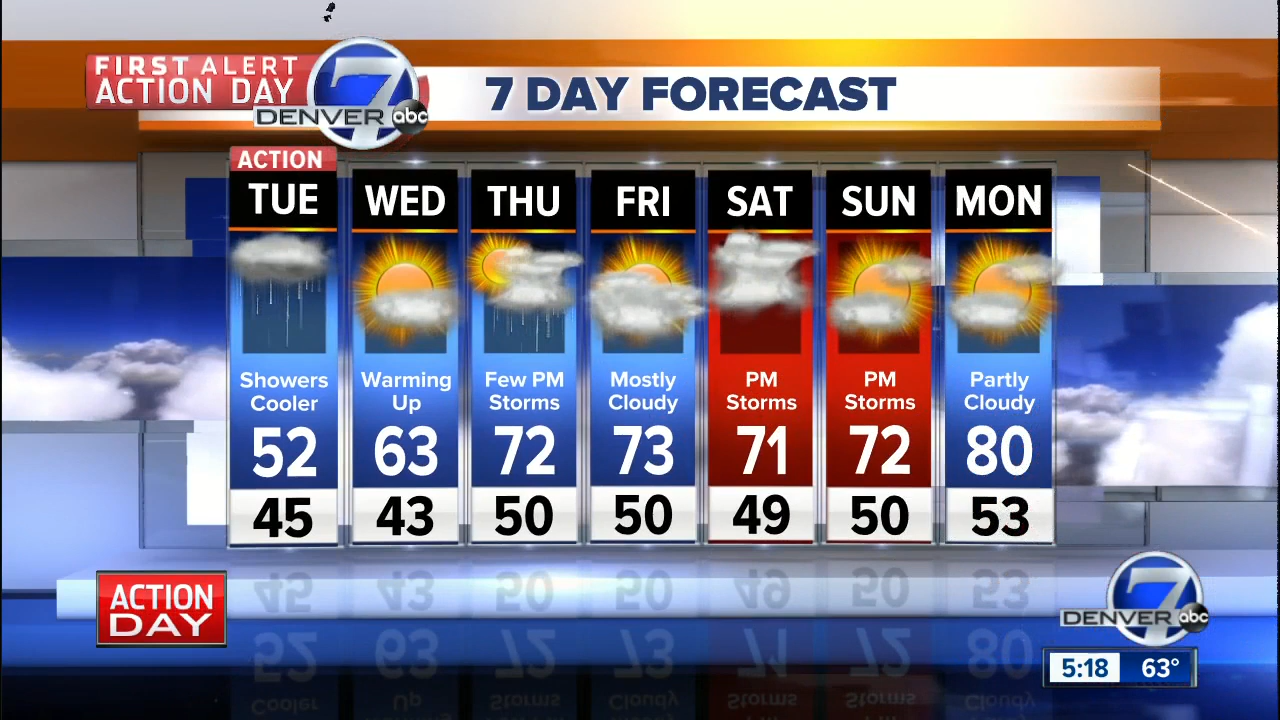 FIRST ALERT
ACTION DAY
7
DENVER abc
7 DAY FORECAST
ACTION
TUE
WED
THU
FRI
SAT
SUN
MON
Showers
Cooler
Warming
Up
Few PM
Storms
Mostly
Cloudy
PM
Storms
PM
Storms
Partly
Cloudy
52
63
72
73
71
72
80
45
43
50
50
49
50
53
ACTION
DAY
7
DENVER abc
5:18 63°